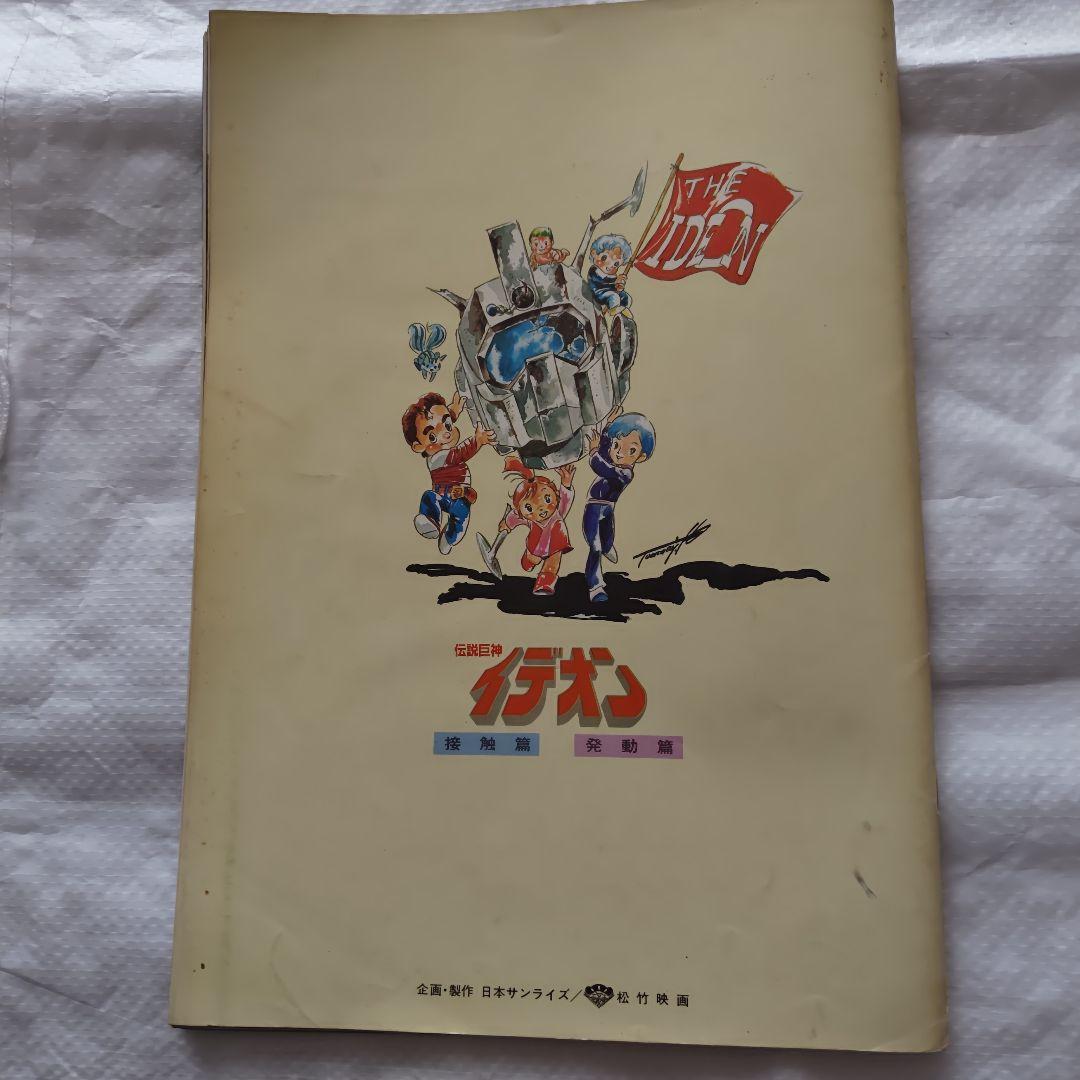 THE
IDEON
伝説巨神
イデオン
接触篇 発動篇
企画・製作 日本サンライズ/松竹映画